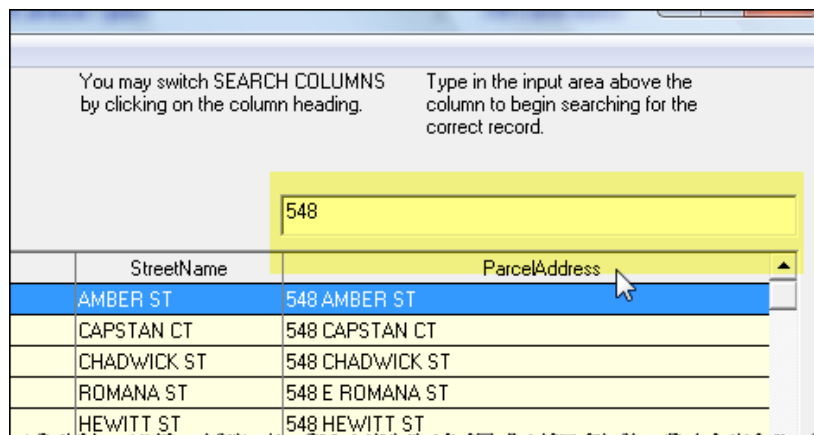 You may switch SEARCH COLUMNS
by clicking on the column heading.
Type in the input area above the
column to begin searching for the
correct record.
548
StreetName ParcelAddress
AMBER ST 548 AMBER ST
CAPSTAN CT 548 CAPSTAN CT
CHADWICK ST 548 CHADWICK ST
ROMANA ST 548 E ROMANA ST
HEWITT ST 548 HEWITT ST